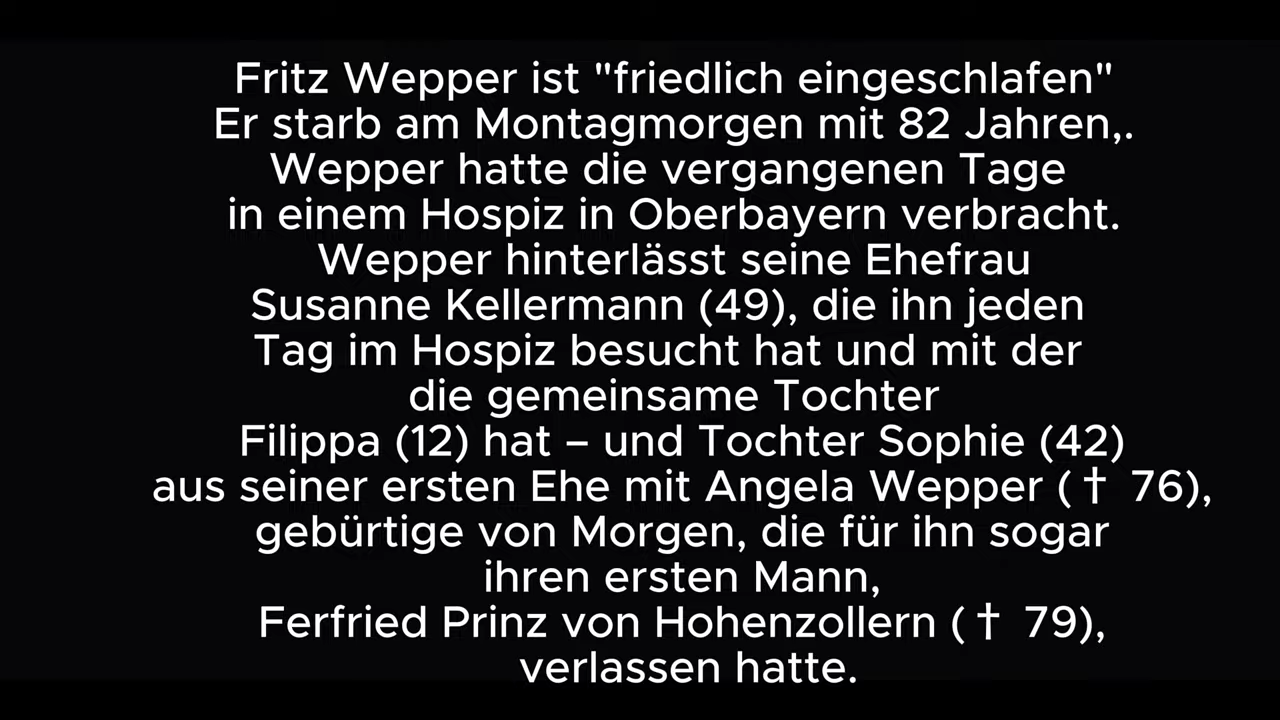 Fritz Wepper ist "friedlich eingeschlafen"
Er starb am Montagmorgen mit 82 Jahren,.
Wepper hatte die vergangenen Tage
in einem Hospiz in Oberbayern verbracht.
Wepper hinterlässt seine Ehefrau
Susanne Kellermann (49), die ihn jeden
Tag im Hospiz besucht hat und mit der
die gemeinsame Tochter
Filippa (12) hat – und Tochter Sophie (42)
aus seiner ersten Ehe mit Angela Wepper († 76),
gebürtige von Morgen, die für ihn sogar
ihren ersten Mann,
Ferfried Prinz von Hohenzollern († 79),
verlassen hatte.